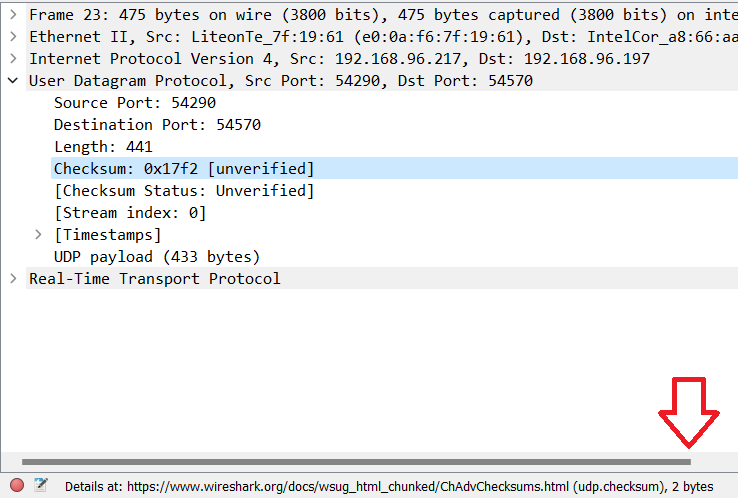 Frame 23: 475 bytes on wire (3800 bits), 475 bytes captured (3800 bits) on inte
Ethernet II, Src: LiteonTe_7f:19:61 (e0:0a:f6:7f:19:61), Dst: IntelCor_a8:66:aa
Internet Protocol Version 4, Src: 192.168.96.217, Dst: 192.168.96.197
User Datagram Protocol, Src Port: 54290, Dst Port: 54570
Source Port: 54290
Destination Port: 54570
Length: 441
Checksum: 0x17f2 [unverified]
[Checksum Status: Unverified]
[Stream index: 0]
[Timestamps]
UDP payload (433 bytes)
Real-Time Transport Protocol
Details at: https://www.wireshark.org/docs/wsug_html_chunked/ChAdvChecksums.html (udp.checksum), 2 bytes